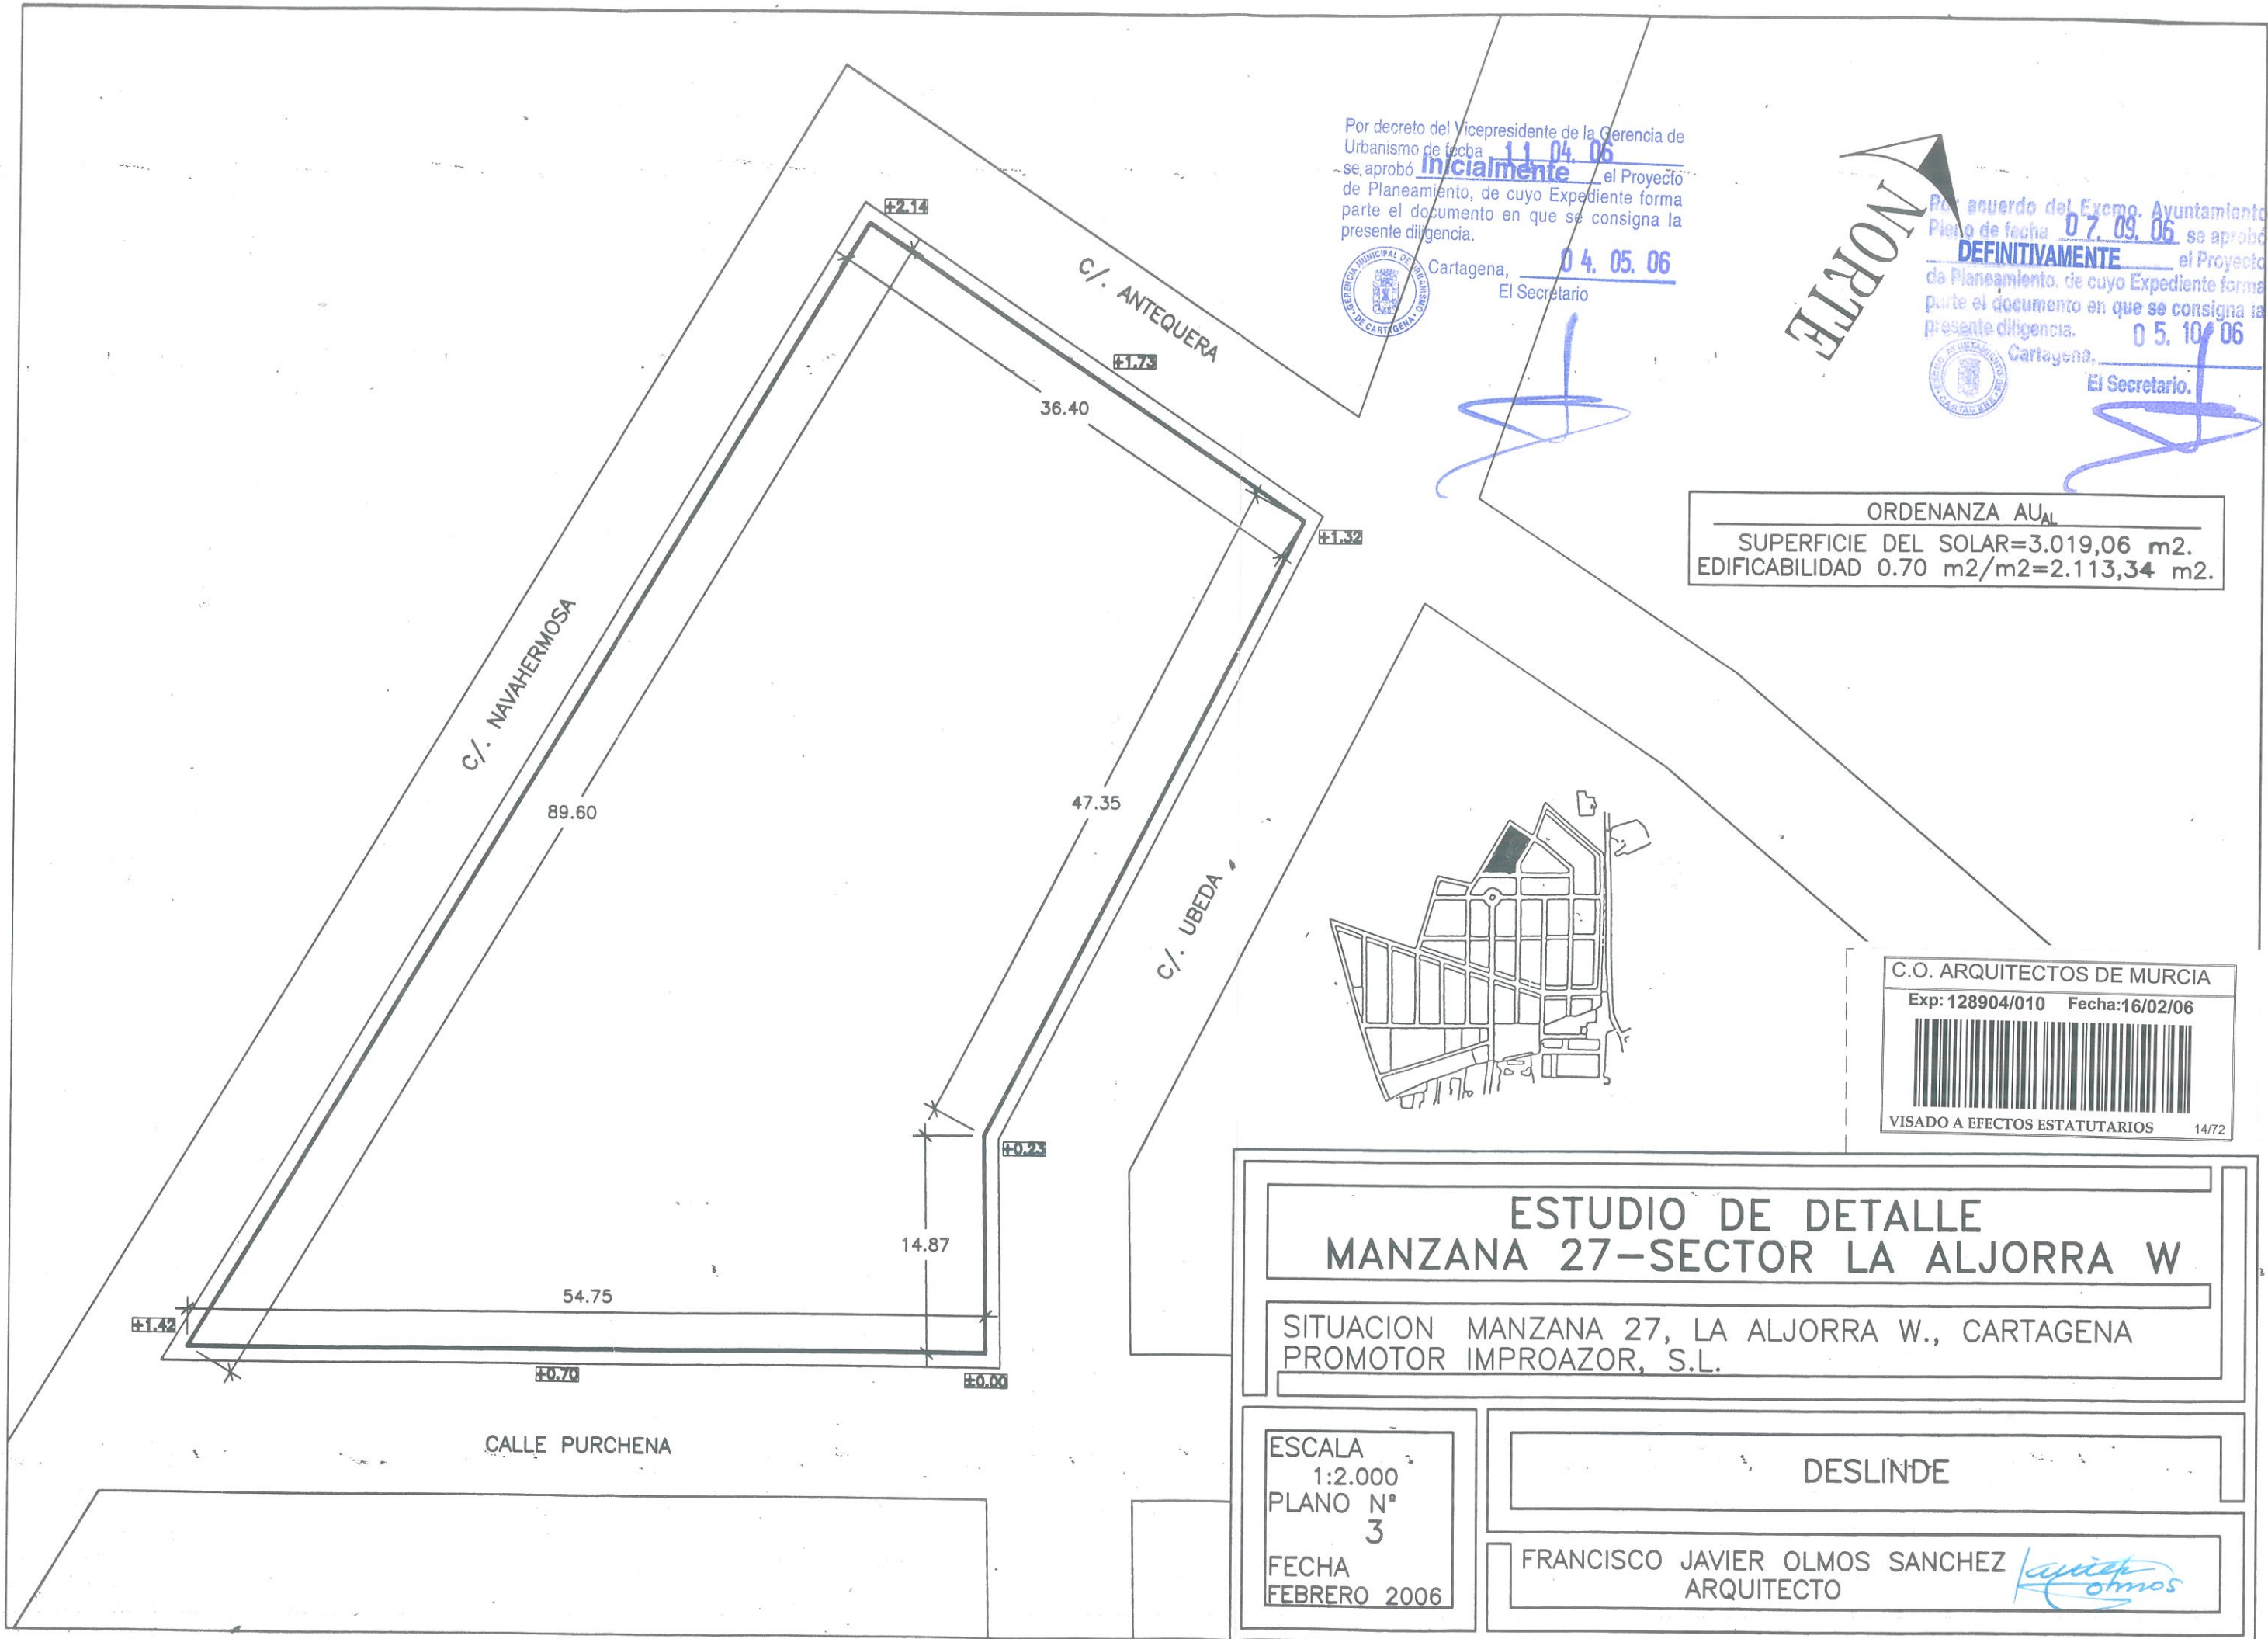 Por decreto del Vicepresidente de la Gerencia de
Urbanismo de fecha 11 04. 06
se aprobó inicialmente el Proyecto
de Planeamiento, de cuyo Expediente forma
parte el documento en que se consigna la
presente diligencia.
Cartagena, 04. 05. 06
El Secretario
GERENCIA MUNICIPAL DE URBANISMO
DE CARTAGENA
NORTE
Por acuerdo del Excmo. Ayuntamiento
Pleno de fecha 07. 09. 06 se aprobó
DEFINITIVAMENTE el Proyecto
de Planeamiento, de cuyo Expediente forma
parte el documento en que se consigna la
presente diligencia.
05. 10 06
Cartagena,
El Secretario.
ORDENANZA AUAL
SUPERFICIE DEL SOLAR=3.019,06 m2.
EDIFICABILIDAD 0.70 m2/m2=2.113,34 m2.
+2.14
C/. ANTEQUERA
+1.73
36.40
+1.32
C/. NAVAHERMOSA
89.60
47.35
C/. UBEDA
+0.23
14.87
54.75
+1.42
+0.70
±0.00
CALLE PURCHENA
C.O. ARQUITECTOS DE MURCIA
Exp: 128904/010 Fecha:16/02/06
VISADO A EFECTOS ESTATUTARIOS 14/72
ESTUDIO DE DETALLE
MANZANA 27-SECTOR LA ALJORRA W
SITUACION MANZANA 27, LA ALJORRA W., CARTAGENA
PROMOTOR IMPROAZOR, S.L.
ESCALA
1:2.000
PLANO Nº
3
FECHA
FEBRERO 2006
DESLINDE
FRANCISCO JAVIER OLMOS SANCHEZ
ARQUITECTO
Javier
olmos